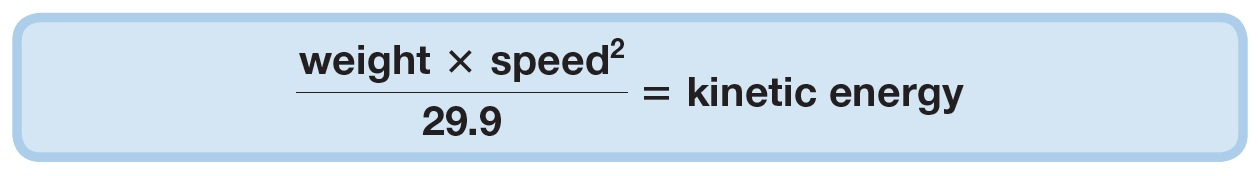 weight × speed²
29.9
= kinetic energy